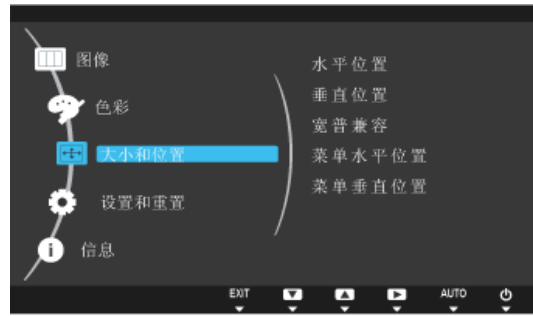 图像
色彩
大小和位置
设置和重置
信息
水平位置
垂直位置
宽普兼容
菜单水平位置
菜单垂直位置
EXIT
AUTO